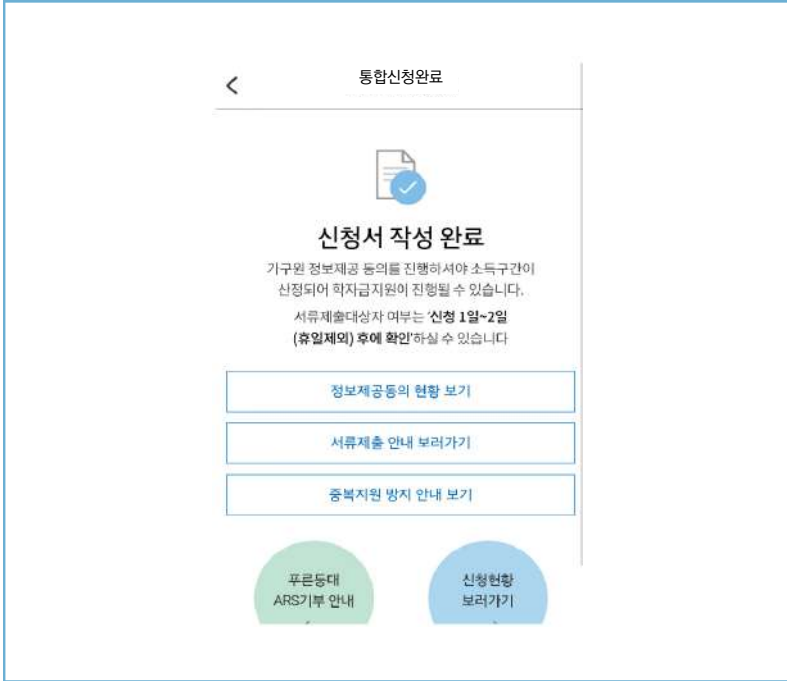 통합신청완료
신청서 작성 완료
가구원 정보제공 동의를 진행하셔야 소득구간이
산정되어 학자금지원이 진행될 수 있습니다.
서류제출대상자 여부는 '신청 1일~2일
(휴일제외) 후에 확인'하실 수 있습니다
정보제공동의 현황 보기
서류제출 안내 보러가기
중복지원 방지 안내 보기
푸른등대
ARS기부 안내
신청현황
보러가기